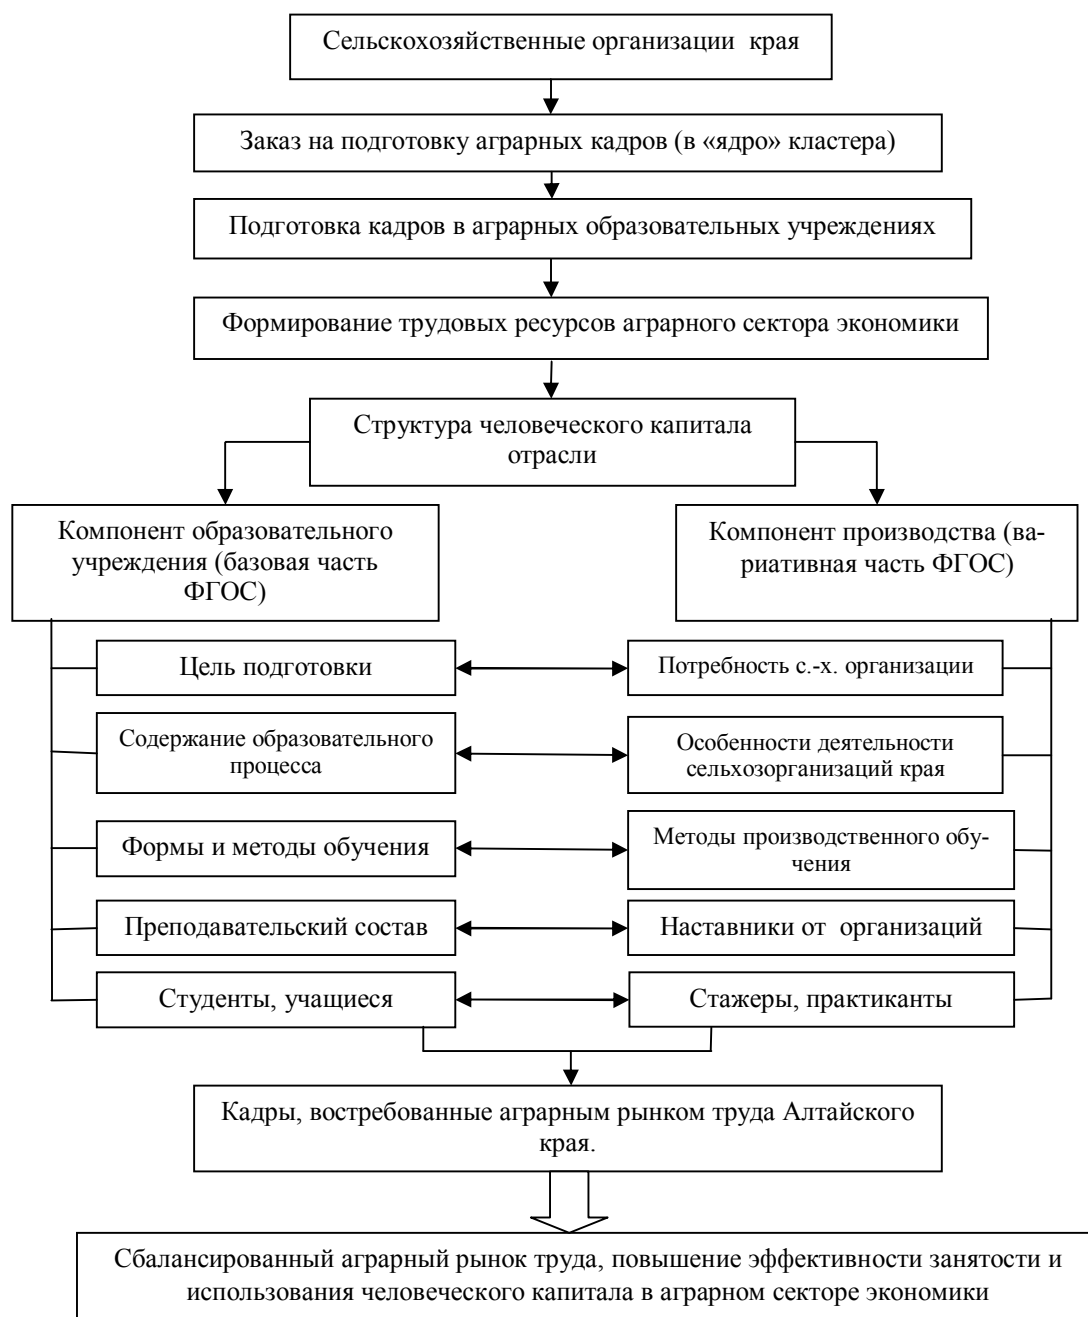 Сельскохозяйственные организации  края
Заказ на подготовку аграрных кадров (в «ядро» кластера)
Подготовка кадров в аграрных образовательных учреждениях
Формирование трудовых ресурсов аграрного сектора экономики
Структура человеческого капитала
отрасли
Компонент образовательного
учреждения (базовая часть
ФГОС)
Компонент производства (ва-
риативная часть ФГОС)
Цель подготовки
Потребность с.-х. организации
Содержание образовательного
процесса
Особенности деятельности
сельхозорганизаций края
Формы и методы обучения
Методы производственного обу-
чения
Преподавательский состав
Наставники от  организаций
Студенты, учащиеся
Стажеры, практиканты
Кадры, востребованные аграрным рынком труда Алтайского
края.
Сбалансированный аграрный рынок труда, повышение эффективности занятости и
использования человеческого капитала в аграрном секторе экономики